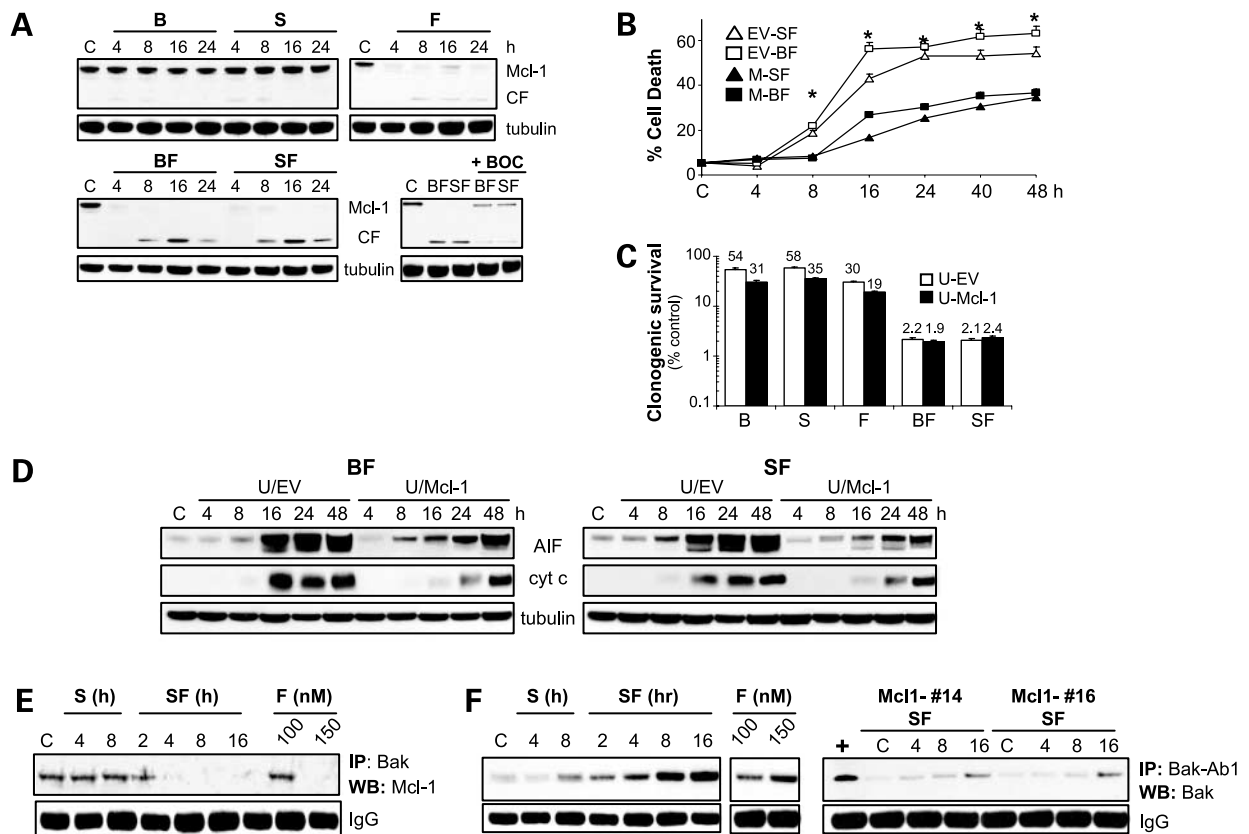 A
B S F
C 4 8 16 24 4 8 16 24 C 4 8 16 24 h
Mcl-1
CF
tubulin
BF SF + BOC
C 4 8 16 24 4 8 16 24 C BF SF BF SF
Mcl-1
CF
tubulin
B
% Cell Death
60
40
20
0
EV-SF
EV-BF
M-SF
M-BF
* * * * *
C 4 8 16 24 40 48 h
C
Clonogenic survival
(% control)
100
10
1
0.1
54 31 58 35 30 19 2.2 1.9 2.1 2.4
U-EV
U-Mcl-1
B S F BF SF
D
BF SF
U/EV U/Mcl-1 U/EV U/Mcl-1
C 4 8 16 24 48 4 8 16 24 48 h C 4 8 16 24 48 4 8 16 24 48 h
AIF
cyt c
tubulin
E
S (h) SF (h) F (nM)
C 4 8 2 4 8 16 100 150
IP: Bak
WB: Mcl-1
IgG
F
S (h) SF (hr) F (nM) Mcl1- #14 Mcl1- #16
SF SF
C 4 8 2 4 8 16 100 150 + C 4 8 16 C 4 8 16
IP: Bak-Ab1
WB: Bak
IgG